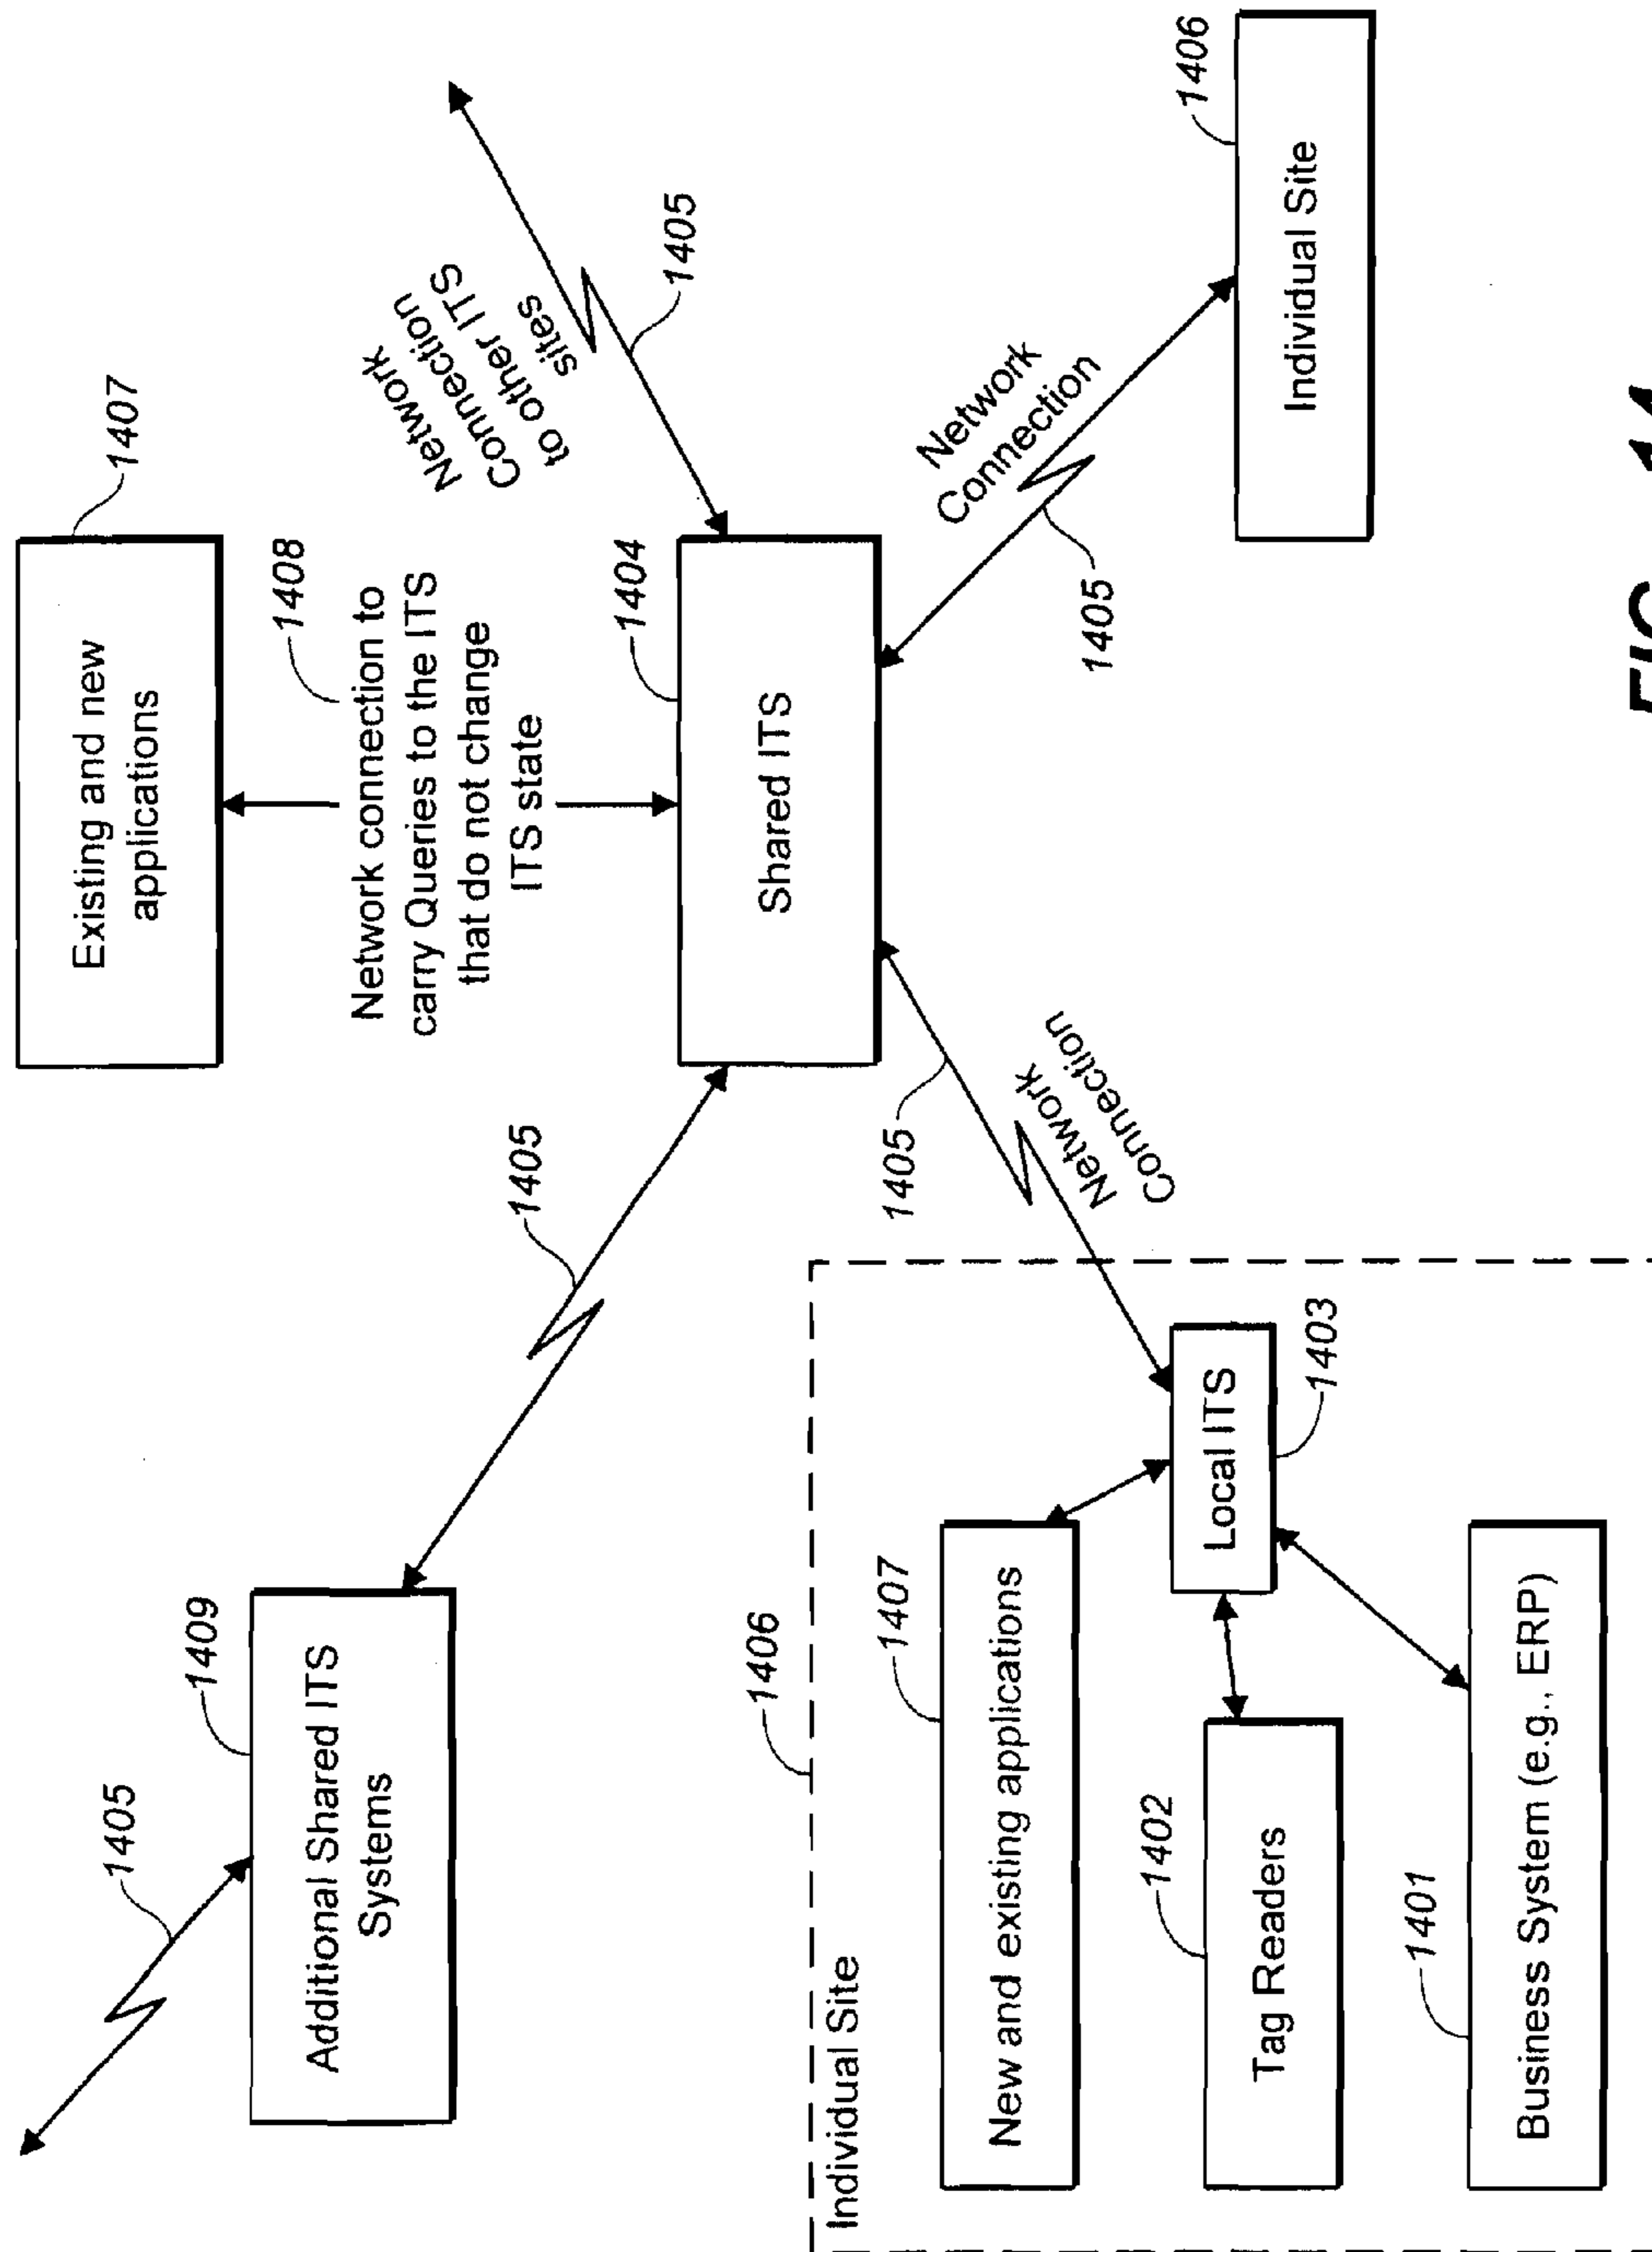 1405
1409
Additional Shared ITS
Systems
1405
Existing and new
applications
1407
1408
Network connection to
carry Queries to the ITS
that do not change
ITS state
Network
Connection
to other ITS
sites
1405
1404
Shared ITS
1406
Individual Site
1407
New and existing applications
1402
Tag Readers
1401
Business System (e.g., ERP)
Local ITS
1403
1405
Network
Connection
Network
Connection
1405
1406
Individual Site